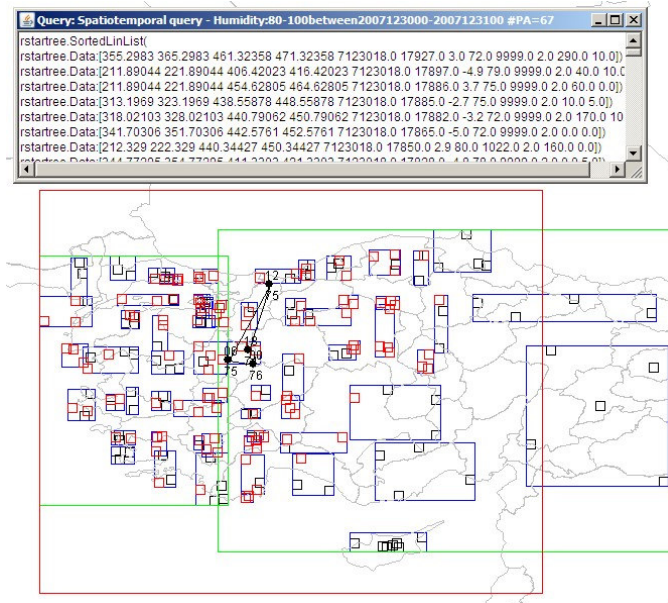 Query: Spatiotemporal query - Humidity:80-100between2007123000-2007123100 #PA=67
rstartree.SortedLinList(
rstartree.Data:[355.2983 365.2983 461.32358 471.32358 7123018.0 17927.0 3.0 72.0 9999.0 2.0 290.0 10.0])
rstartree.Data:[211.89044 221.89044 406.42023 416.42023 7123018.0 17897.0 -4.9 79.0 9999.0 2.0 40.0 10.0
rstartree.Data:[211.89044 221.89044 454.62805 464.62805 7123018.0 17886.0 3.7 75.0 9999.0 2.0 60.0 0.0])
rstartree.Data:[313.1969 323.1969 438.55878 448.55878 7123018.0 17885.0 -2.7 75.0 9999.0 2.0 10.0 5.0])
rstartree.Data:[318.02103 328.02103 440.79062 450.79062 7123018.0 17882.0 -3.2 72.0 9999.0 2.0 170.0 10
rstartree.Data:[341.70306 351.70306 442.5761 452.5761 7123018.0 17865.0 -5.0 72.0 9999.0 2.0 0.0 0.0])
rstartree.Data:[212.329 222.329 440.34427 450.34427 7123018.0 17850.0 2.9 80.0 1022.0 2.0 160.0 0.0])
12
75
18
75
76